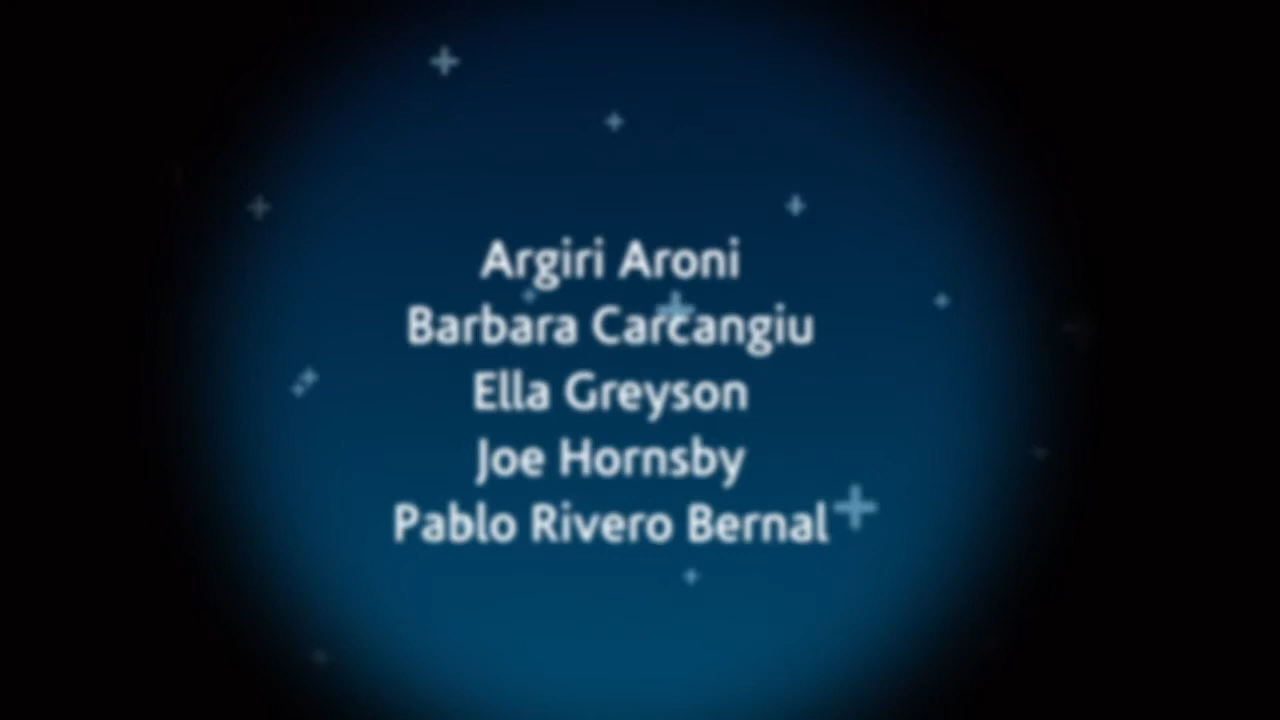 Argiri Aroni
Barbara Carcangiu
Ella Greyson
Joe Hornsby
Pablo Rivero Bernal